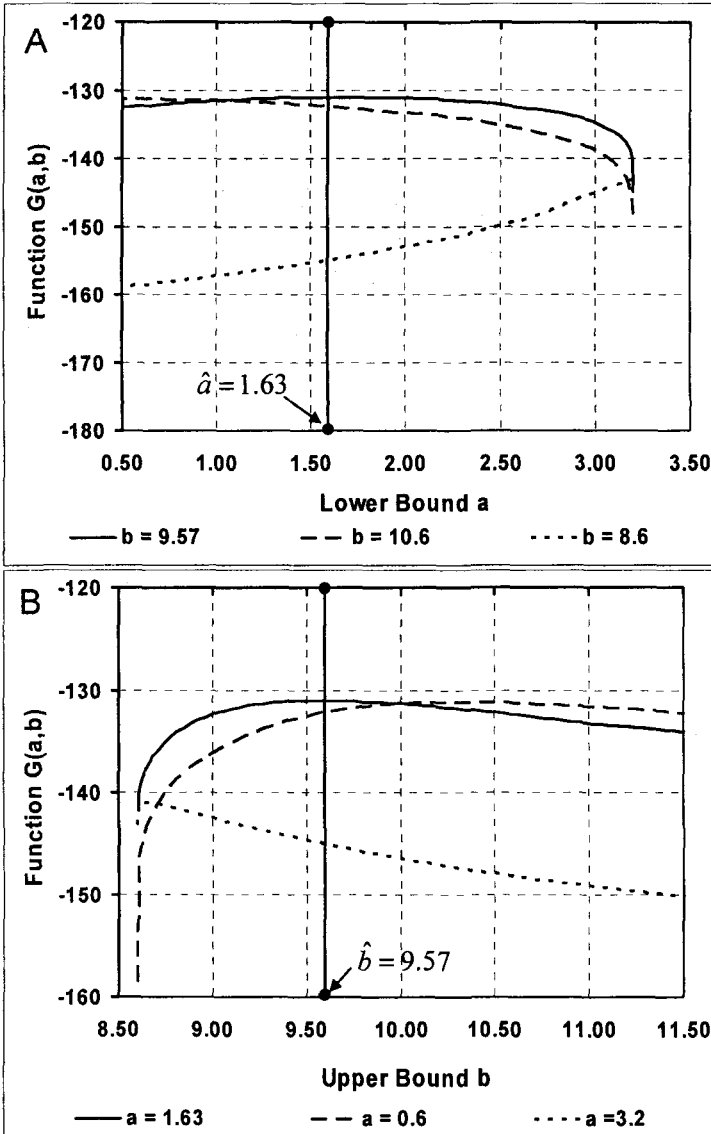 A
Function G(a,b)
-120
-130
-140
-150
-160
-170
-180
â = 1.63
0.50 1.00 1.50 2.00 2.50 3.00 3.50
Lower Bound a
b = 9.57 b = 10.6 b = 8.6
B
Function G(a,b)
-120
-130
-140
-150
-160
b̂ = 9.57
8.50 9.00 9.50 10.00 10.50 11.00 11.50
Upper Bound b
a = 1.63 a = 0.6 a =3.2